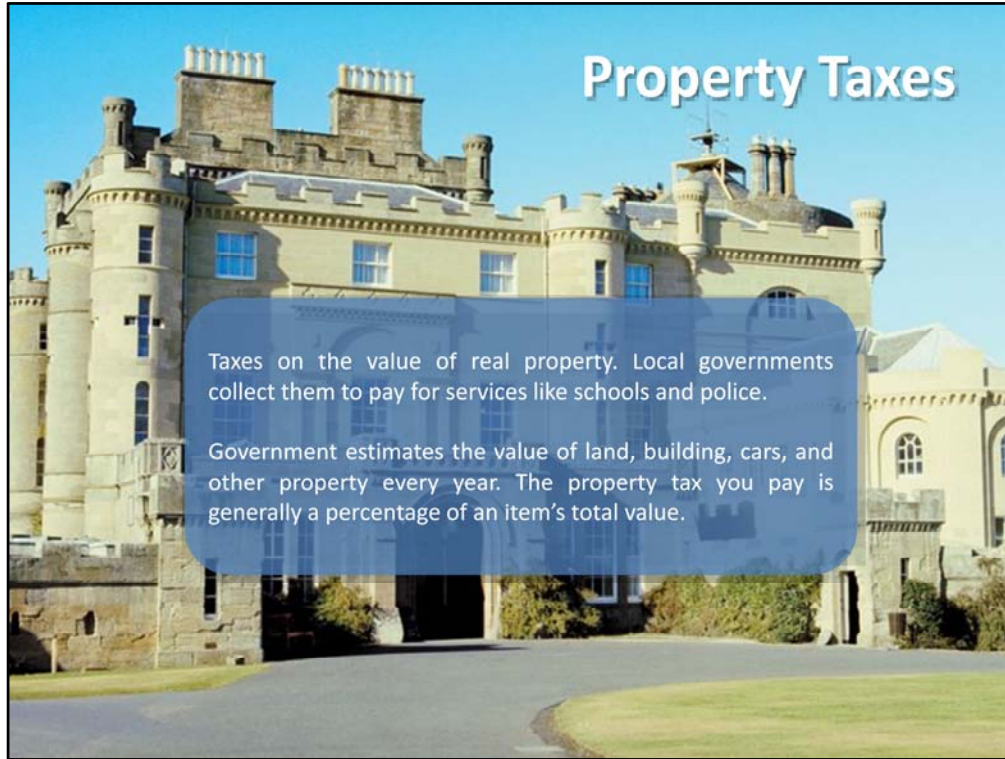 Property Taxes
Taxes on the value of real property. Local governments
collect them to pay for services like schools and police.
Government estimates the value of land, building, cars, and
other property every year. The property tax you pay is
generally a percentage of an item’s total value.